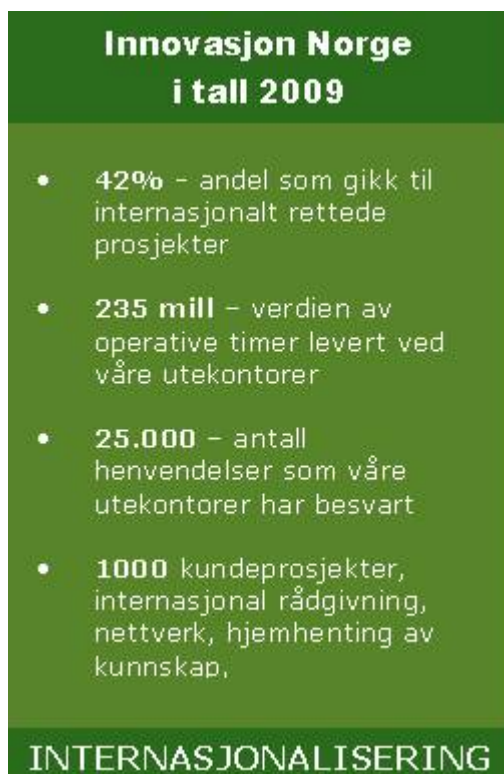 Innovasjon Norge
i tall 2009
• 42% – andel som gikk til
internasjonalt rettede
prosjekter
• 235 mill – verdien av
operative timer levert ved
våre utekontorer
• 25.000 – antall
henvendelser som våre
utekontorer har besvart
• 1000 kundeprosjekter,
internasjonal rådgivning,
nettverk, hjemhenting av
kunnskap,
INTERNASJONALISERING